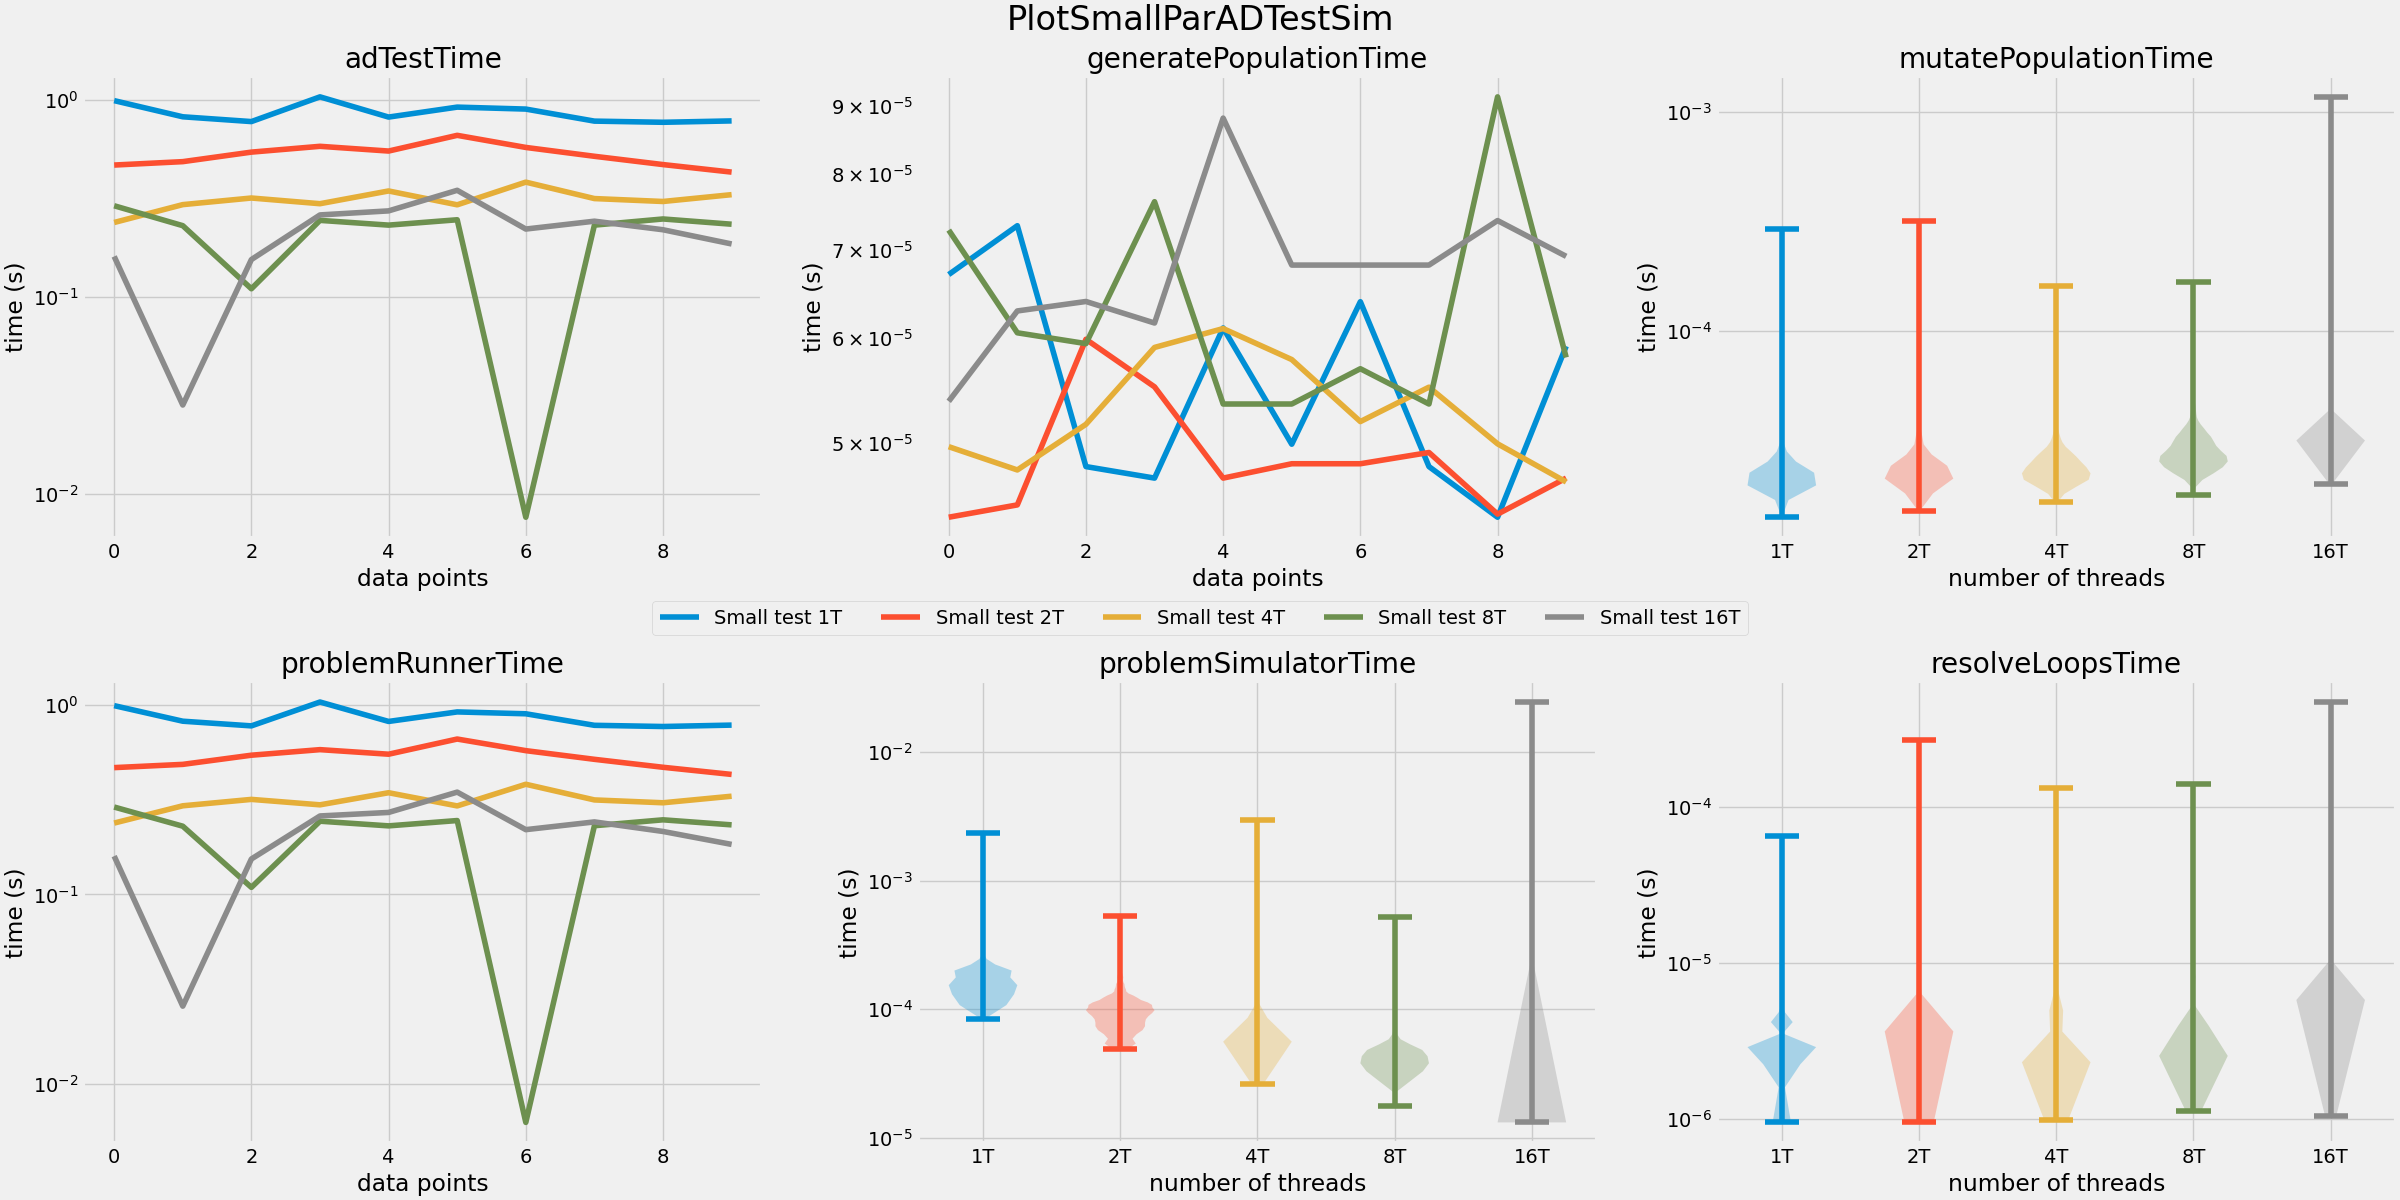 PlotSmallParADTestSim
adTestTime
10⁰
10⁻¹
10⁻²
time (s)
0 2 4 6 8
data points
generatePopulationTime
9 × 10⁻⁵
8 × 10⁻⁵
7 × 10⁻⁵
6 × 10⁻⁵
5 × 10⁻⁵
time (s)
0 2 4 6 8
data points
mutatePopulationTime
10⁻³
10⁻⁴
time (s)
1T 2T 4T 8T 16T
number of threads
Small test 1T Small test 2T Small test 4T Small test 8T Small test 16T
problemRunnerTime
10⁰
10⁻¹
10⁻²
time (s)
0 2 4 6 8
data points
problemSimulatorTime
10⁻²
10⁻³
10⁻⁴
10⁻⁵
time (s)
1T 2T 4T 8T 16T
number of threads
resolveLoopsTime
10⁻⁴
10⁻⁵
10⁻⁶
time (s)
1T 2T 4T 8T 16T
number of threads